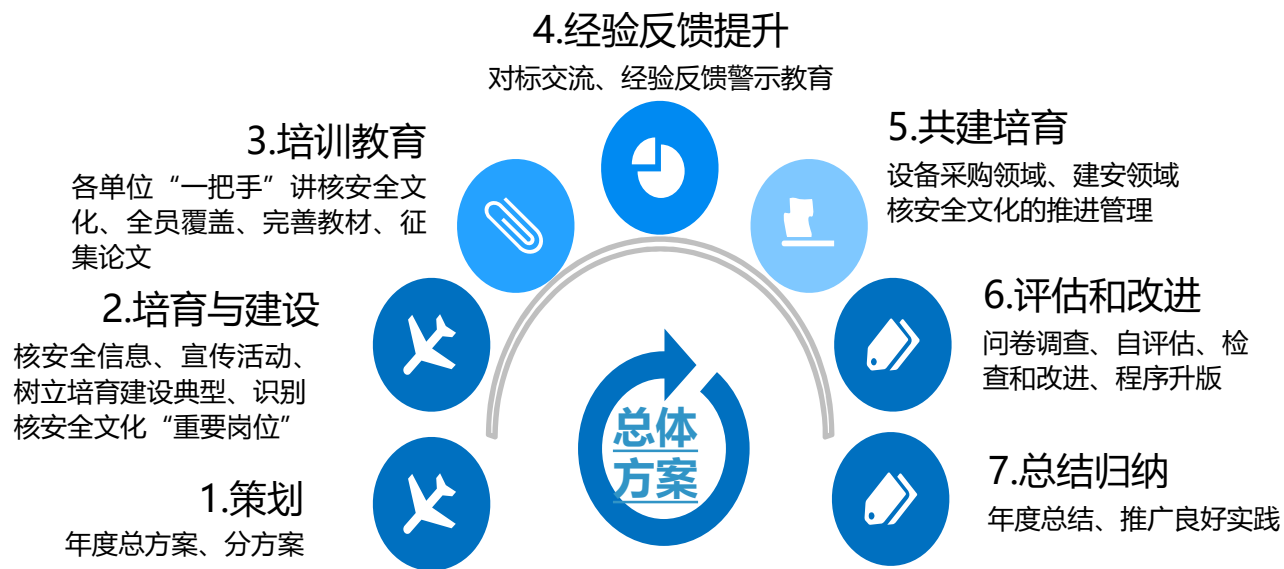 4.经验反馈提升
对标交流、经验反馈警示教育
3.培训教育
各单位“一把手”讲核安全文
化、全员覆盖、完善教材、征
集论文
5.共建培育
设备采购领域、建安领域
核安全文化的推进管理
2.培育与建设
核安全信息、宣传活动、
树立培育建设典型、识别
核安全文化“重要岗位”
6.评估和改进
问卷调查、自评估、检
查和改进、程序升版
总体
方案
1.策划
年度总方案、分方案
7.总结归纳
年度总结、推广良好实践